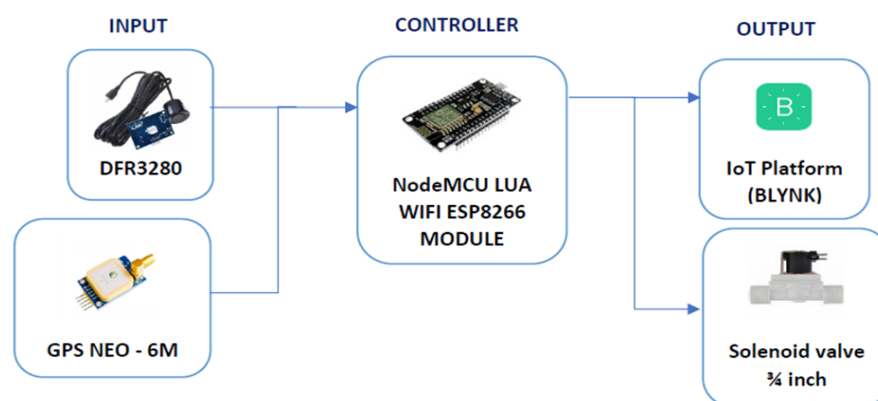 INPUT
CONTROLLER
OUTPUT
DFR3280
GPS NEO - 6M
NodeMCU LUA
WIFI ESP8266
MODULE
B
IoT Platform
(BLYNK)
Solenoid valve
¾ inch